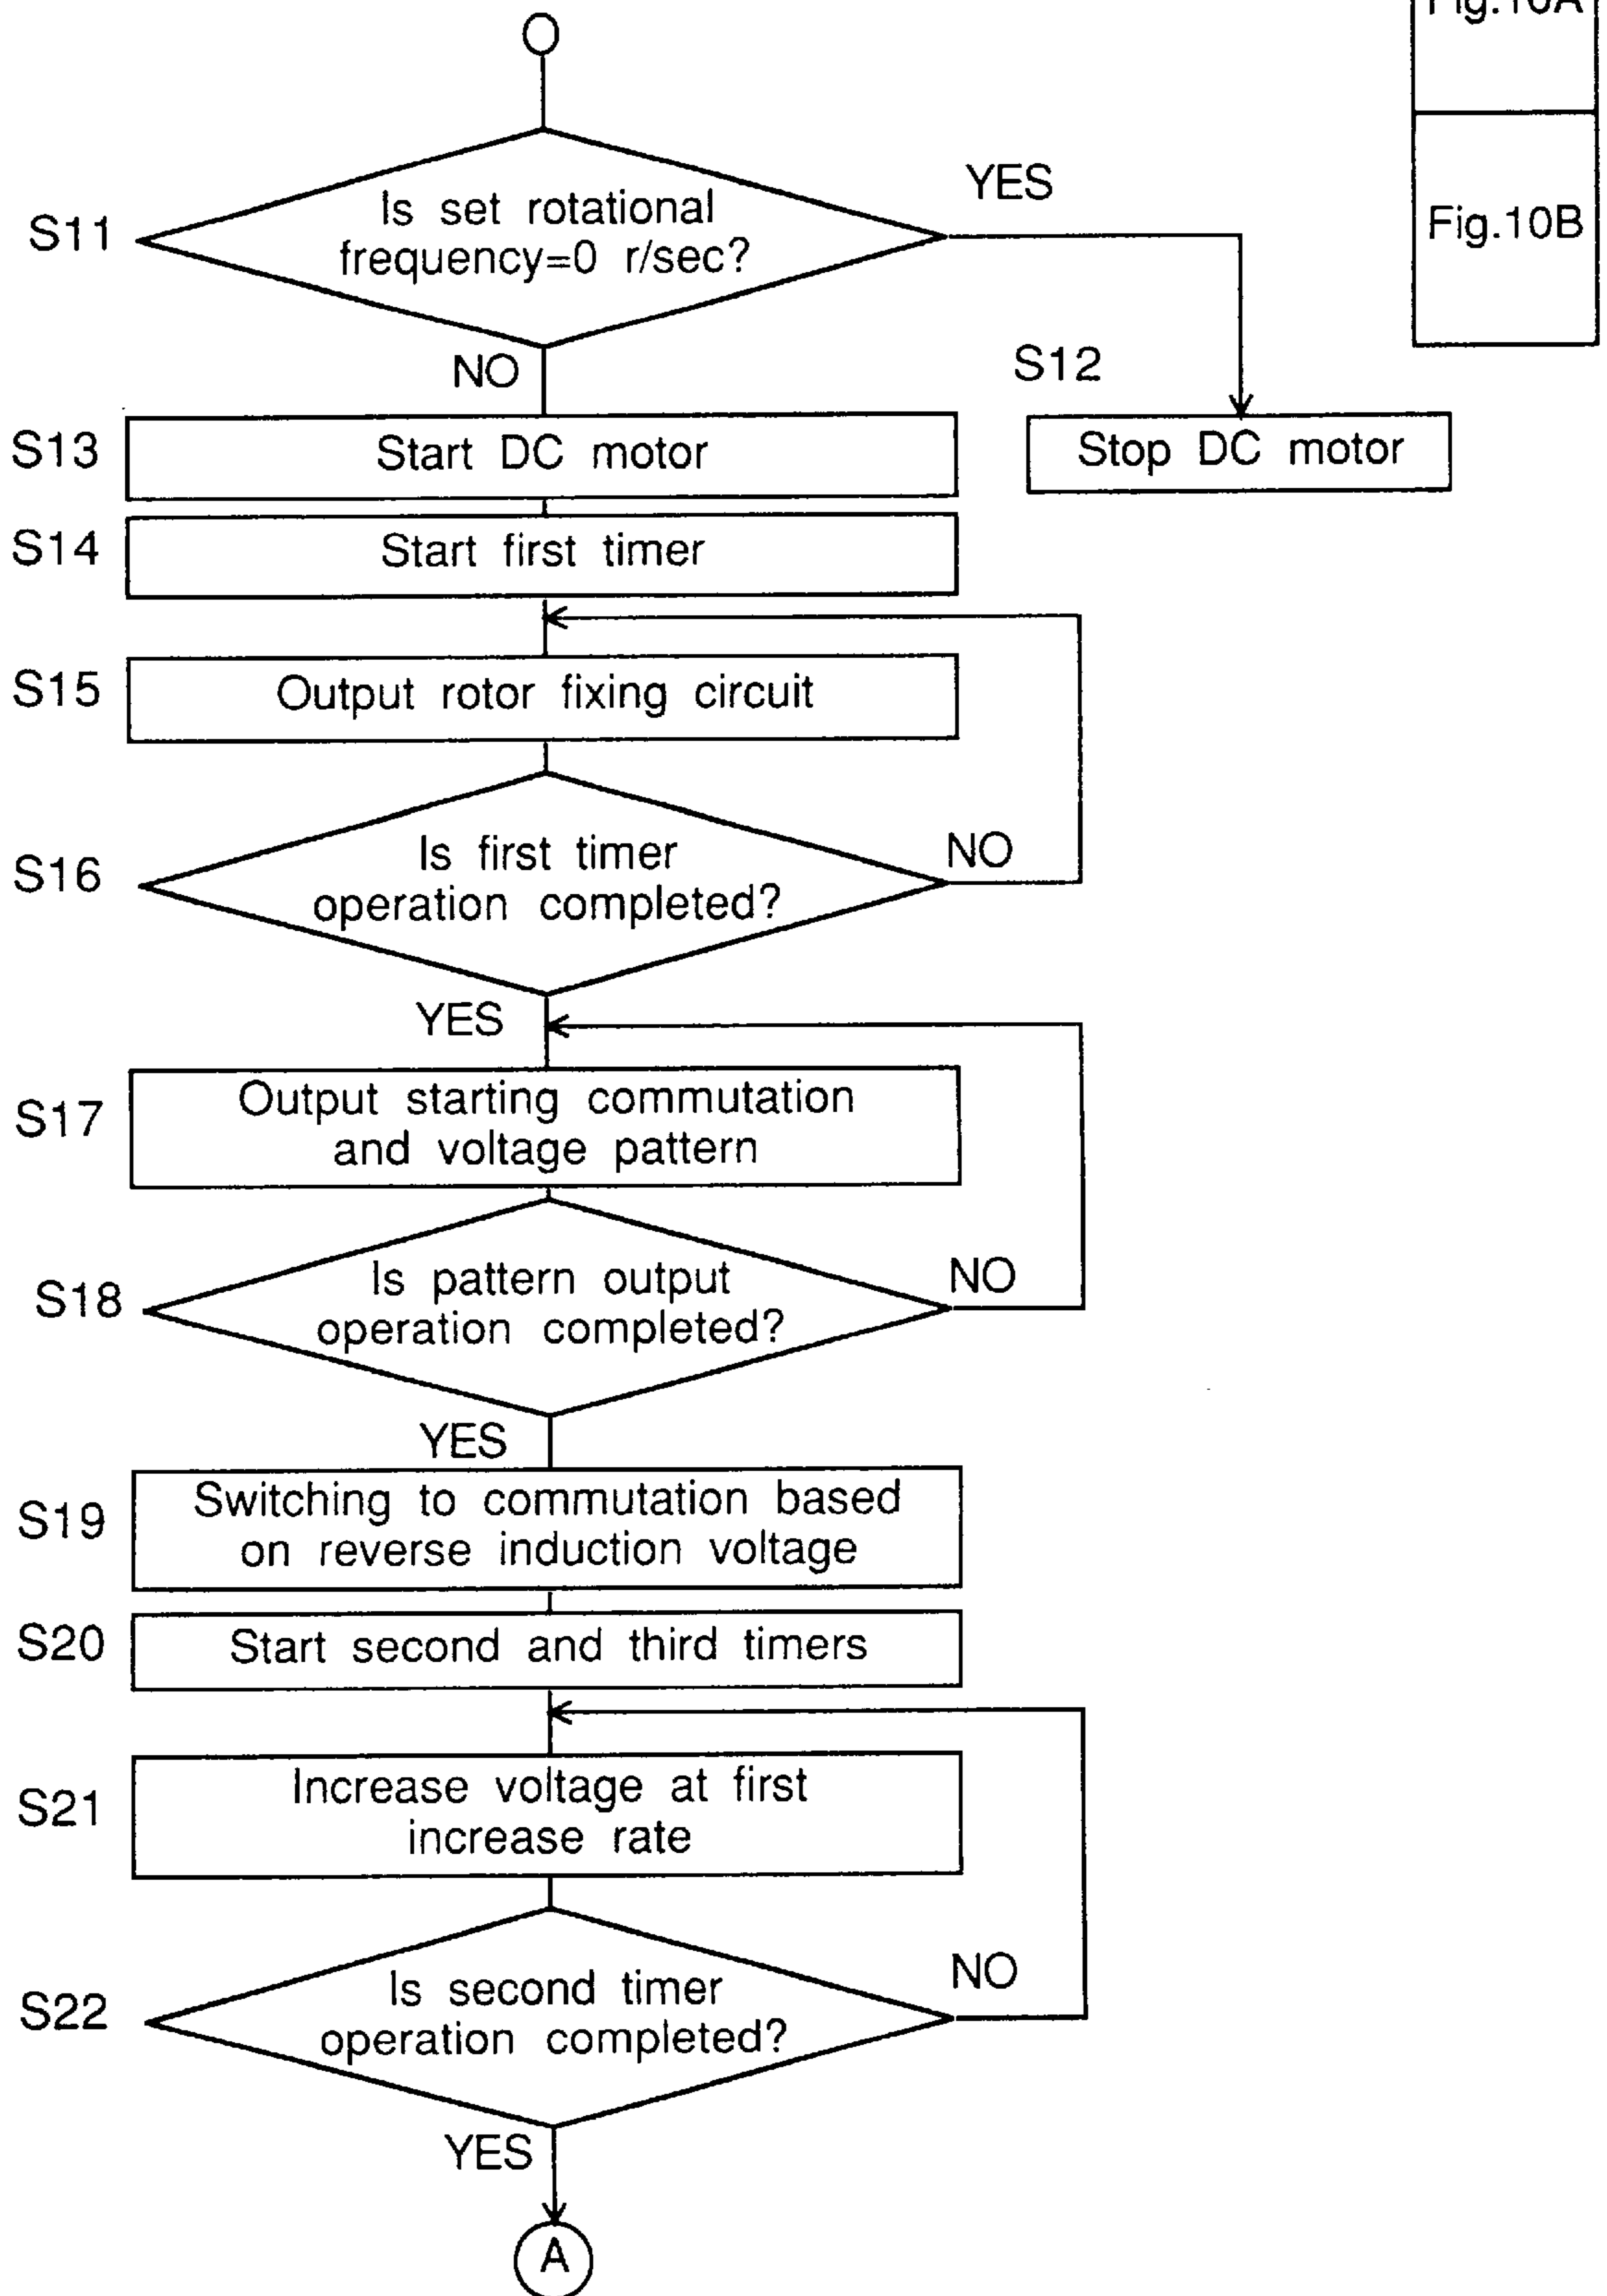 Fig.10A
Fig.10B
S11
Is set rotational
frequency=0 r/sec?
YES
NO
S12
Stop DC motor
S13
Start DC motor
S14
Start first timer
S15
Output rotor fixing circuit
S16
Is first timer
operation completed?
NO
YES
S17
Output starting commutation
and voltage pattern
S18
Is pattern output
operation completed?
NO
YES
S19
Switching to commutation based
on reverse induction voltage
S20
Start second and third timers
S21
Increase voltage at first
increase rate
S22
Is second timer
operation completed?
NO
YES
A